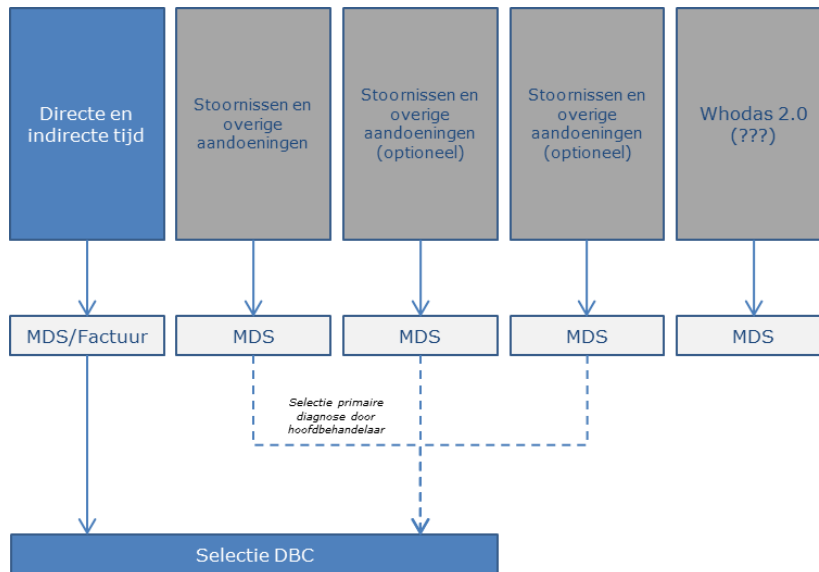 Directe en
indirecte tijd
Stoornissen en
overige
aandoeningen
Stoornissen en
overige
aandoeningen
(optioneel)
Stoornissen en
overige
aandoeningen
(optioneel)
Whodas 2.0
(???)
MDS/Factuur
MDS
MDS
MDS
MDS
Selectie primaire
diagnose door
hoofdbehandelaar
Selectie DBC